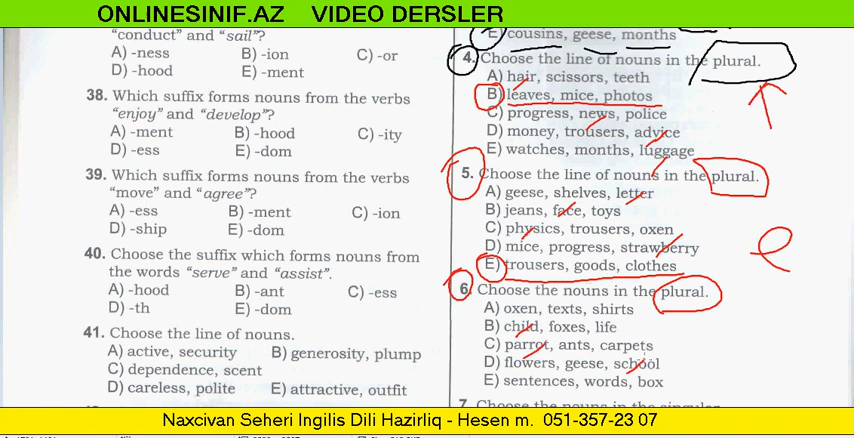 ONLINESINIF.AZ VIDEO DERSLER
"conduct" and "sail"?
A) -ness B) -ion C) -or
D) -hood E) -ment
38. Which suffix forms nouns from the verbs
"enjoy" and "develop"?
A) -ment B) -hood C) -ity
D) -ess E) -dom
39. Which suffix forms nouns from the verbs
"move" and "agree"?
A) -ess B) -ment C) -ion
D) -ship E) -dom
40. Choose the suffix which forms nouns from
the words "serve" and "assist".
A) -hood B) -ant C) -ess
D) -th E) -dom
41. Choose the line of nouns.
A) active, security B) generosity, plump
C) dependence, scent
D) careless, polite E) attractive, outfit
E) cousins, geese, months
4. Choose the line of nouns in the plural.
A) hair, scissors, teeth
B) leaves, mice, photos
C) progress, news, police
D) money, trousers, advice
E) watches, months, luggage
5. Choose the line of nouns in the plural.
A) geese, shelves, letter
B) jeans, face, toys
C) physics, trousers, oxen
D) mice, progress, strawberry
E) trousers, goods, clothes
e
6. Choose the nouns in the plural.
A) oxen, texts, shirts
B) child, foxes, life
C) parrot, ants, carpets
D) flowers, geese, school
E) sentences, words, box
7. Choose the nouns in the singular
Naxcivan Seheri Ingilis Dili Hazirliq - Hesen m. 051-357-23 07